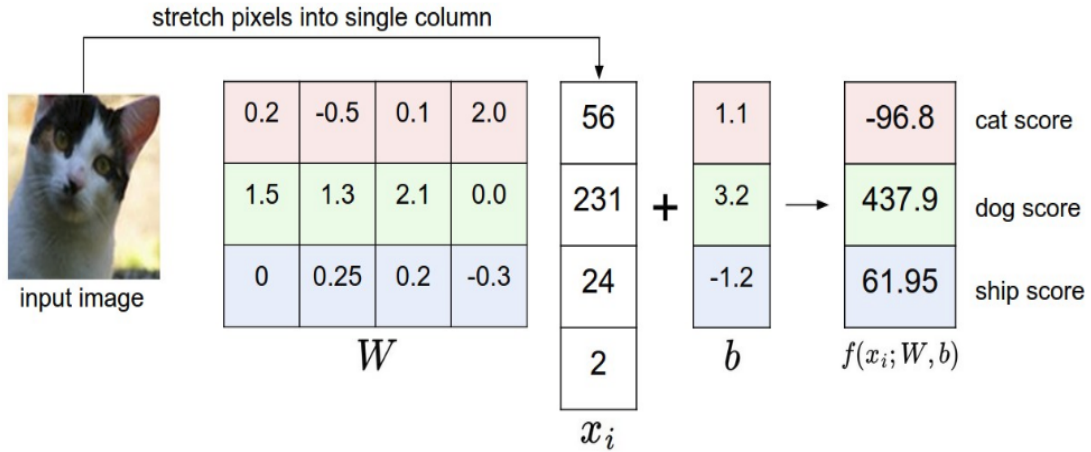 stretch pixels into single column
0.2 -0.5 0.1 2.0 56 1.1 -96.8 cat score
1.5 1.3 2.1 0.0 231 + 3.2 437.9 dog score
0 0.25 0.2 -0.3 24 -1.2 61.95 ship score
input image
W 2 b f(x_i; W, b)
x_i